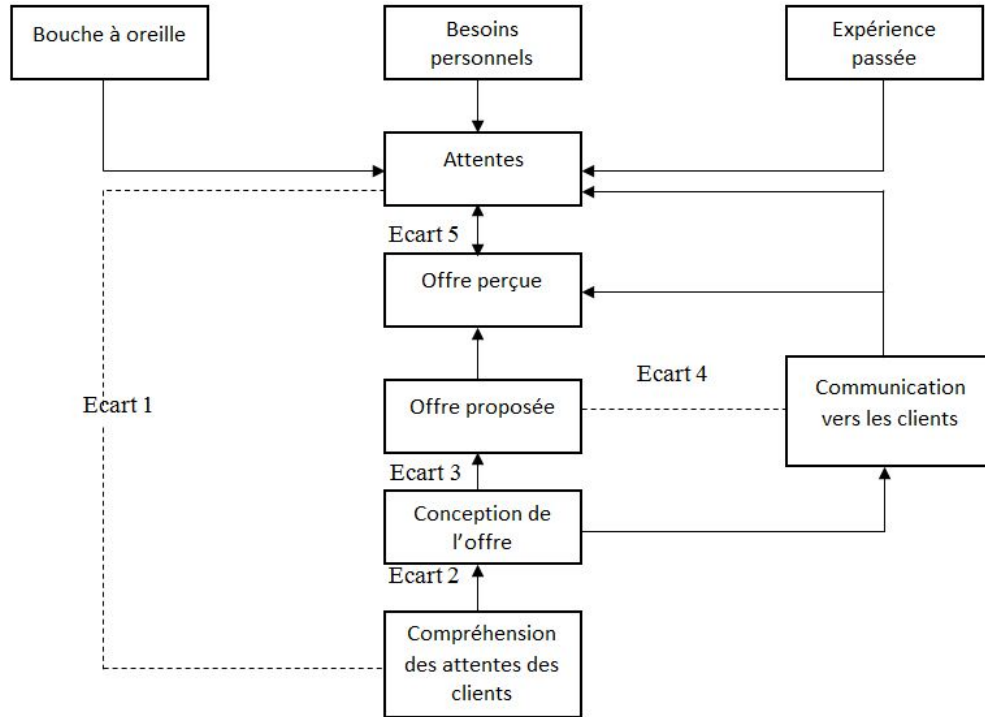 Bouche à oreille
Besoins
personnels
Expérience
passée
Attentes
Ecart 5
Offre perçue
Ecart 4
Communication
vers les clients
Ecart 1
Offre proposée
Ecart 3
Conception de
l'offre
Ecart 2
Compréhension
des attentes des
clients